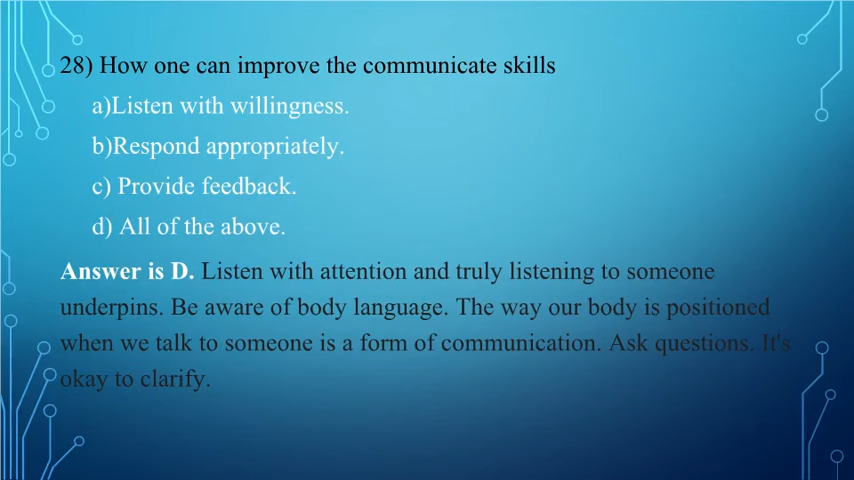 28) How one can improve the communicate skills
a)Listen with willingness.
b)Respond appropriately.
c) Provide feedback.
d) All of the above.
Answer is D. Listen with attention and truly listening to someone
underpins. Be aware of body language. The way our body is positioned
when we talk to someone is a form of communication. Ask questions. It's
okay to clarify.